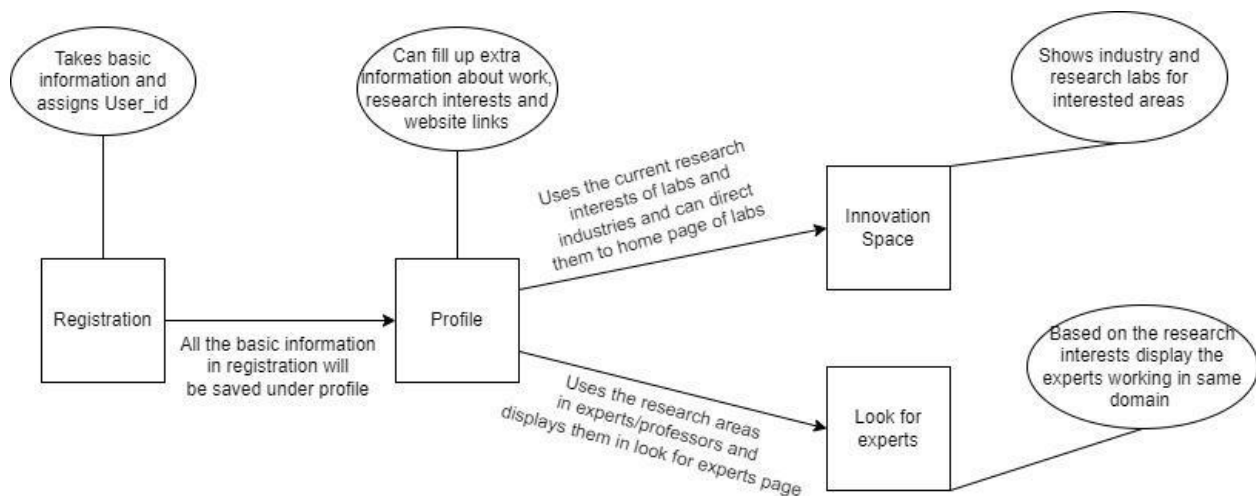 Takes basic
information and
assigns User_id
Can fill up extra
information about work,
research interests and
website links
Shows industry and
research labs for
interested areas
Uses the current research
interests of labs and
industries and can direct
them to home page of labs
Innovation
Space
Registration
Profile
All the basic information
in registration will
be saved under profile
Uses the research areas
in experts/professors and
displays them in look for experts page
Look for
experts
Based on the research
interests display the
experts working in same
domain